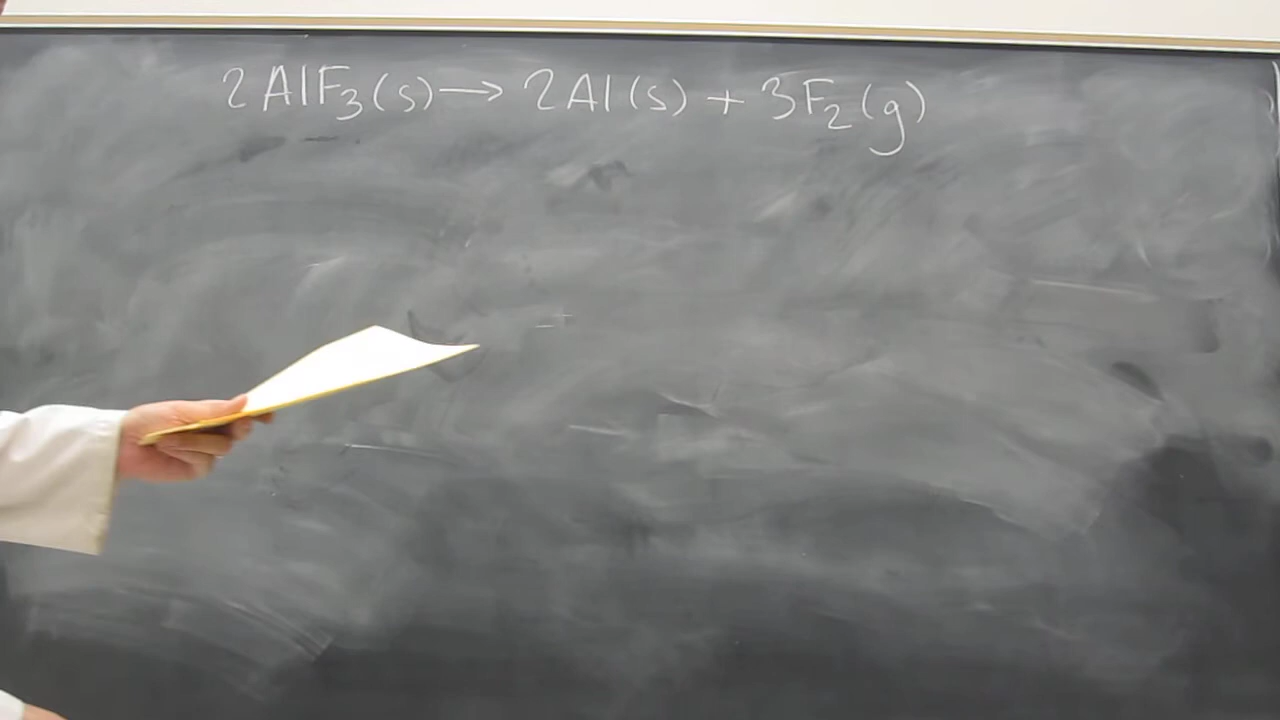 2AlF₃(s) → 2Al(s) + 3F₂(g)